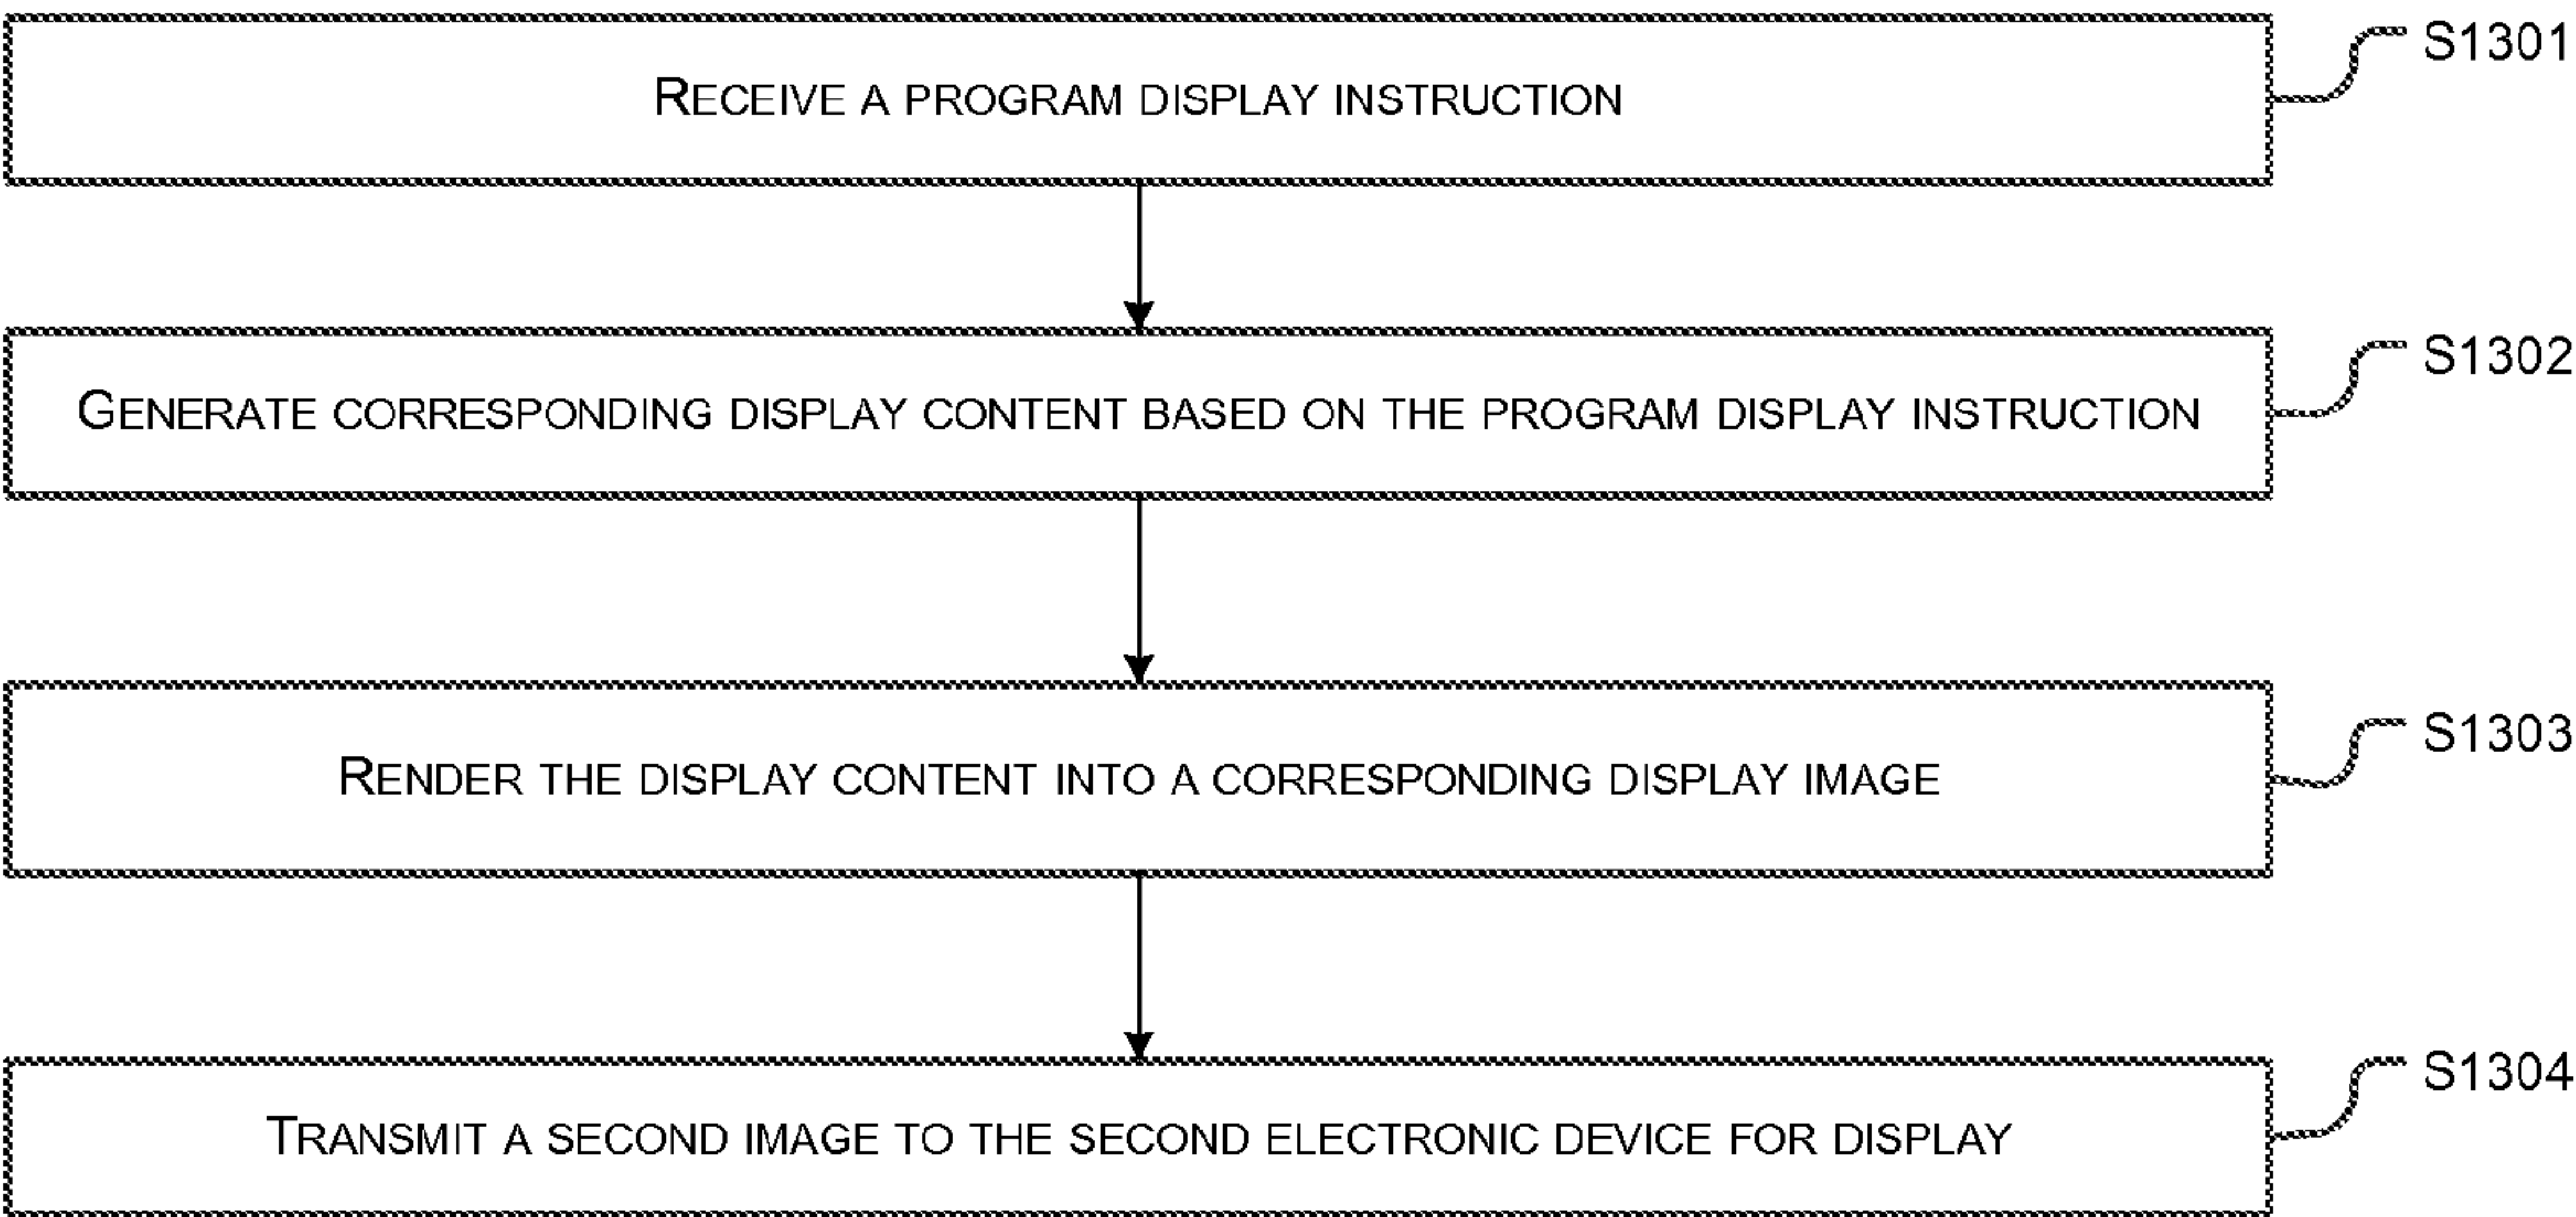 RECEIVE A PROGRAM DISPLAY INSTRUCTION
S1301
GENERATE CORRESPONDING DISPLAY CONTENT BASED ON THE PROGRAM DISPLAY INSTRUCTION
S1302
RENDER THE DISPLAY CONTENT INTO A CORRESPONDING DISPLAY IMAGE
S1303
TRANSMIT A SECOND IMAGE TO THE SECOND ELECTRONIC DEVICE FOR DISPLAY
S1304